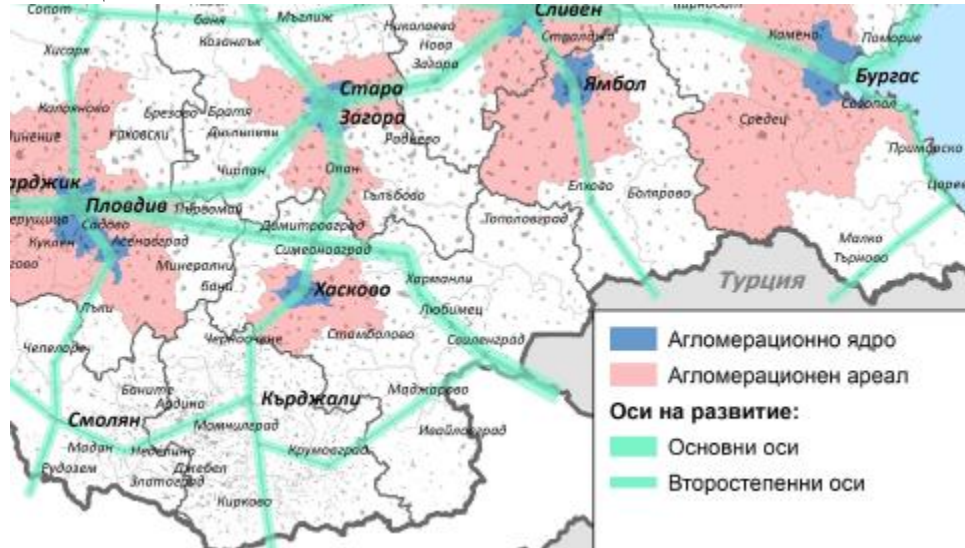 Сопот
баня
Мъглиж
Сливен
Карнобат
Николаево
Стралджа
Камено
Поморие
Хисаря
Казанлък
Нова
Загора
Ямбол
Бургас
Стара
Загора
Калояново
Брезово
Братя
Даскалови
Созопол
Средец
Раковски
Раднево
Приморско
Чирпан
Опан
Гълъбово
Елхово
Болярово
Царево
Пловдив
Първомай
Тополовград
Садово
Димитровград
Малко
Търново
Куклен
Асеновград
Симеоновград
Минерални
бани
Турция
Хасково
Харманли
Лъки
Любимец
Чепеларе
Черноочене
Стамболово
Свиленград
Баните
Ардино
Кърджали
Маджарово
Смолян
Момчилград
Ивайловград
Мадан
Неделино
Крумовград
Рудозем
Джебел
Златоград
Кирково
Агломерационно ядро
Агломерационен ареал
Оси на развитие:
Основни оси
Второстепенни оси